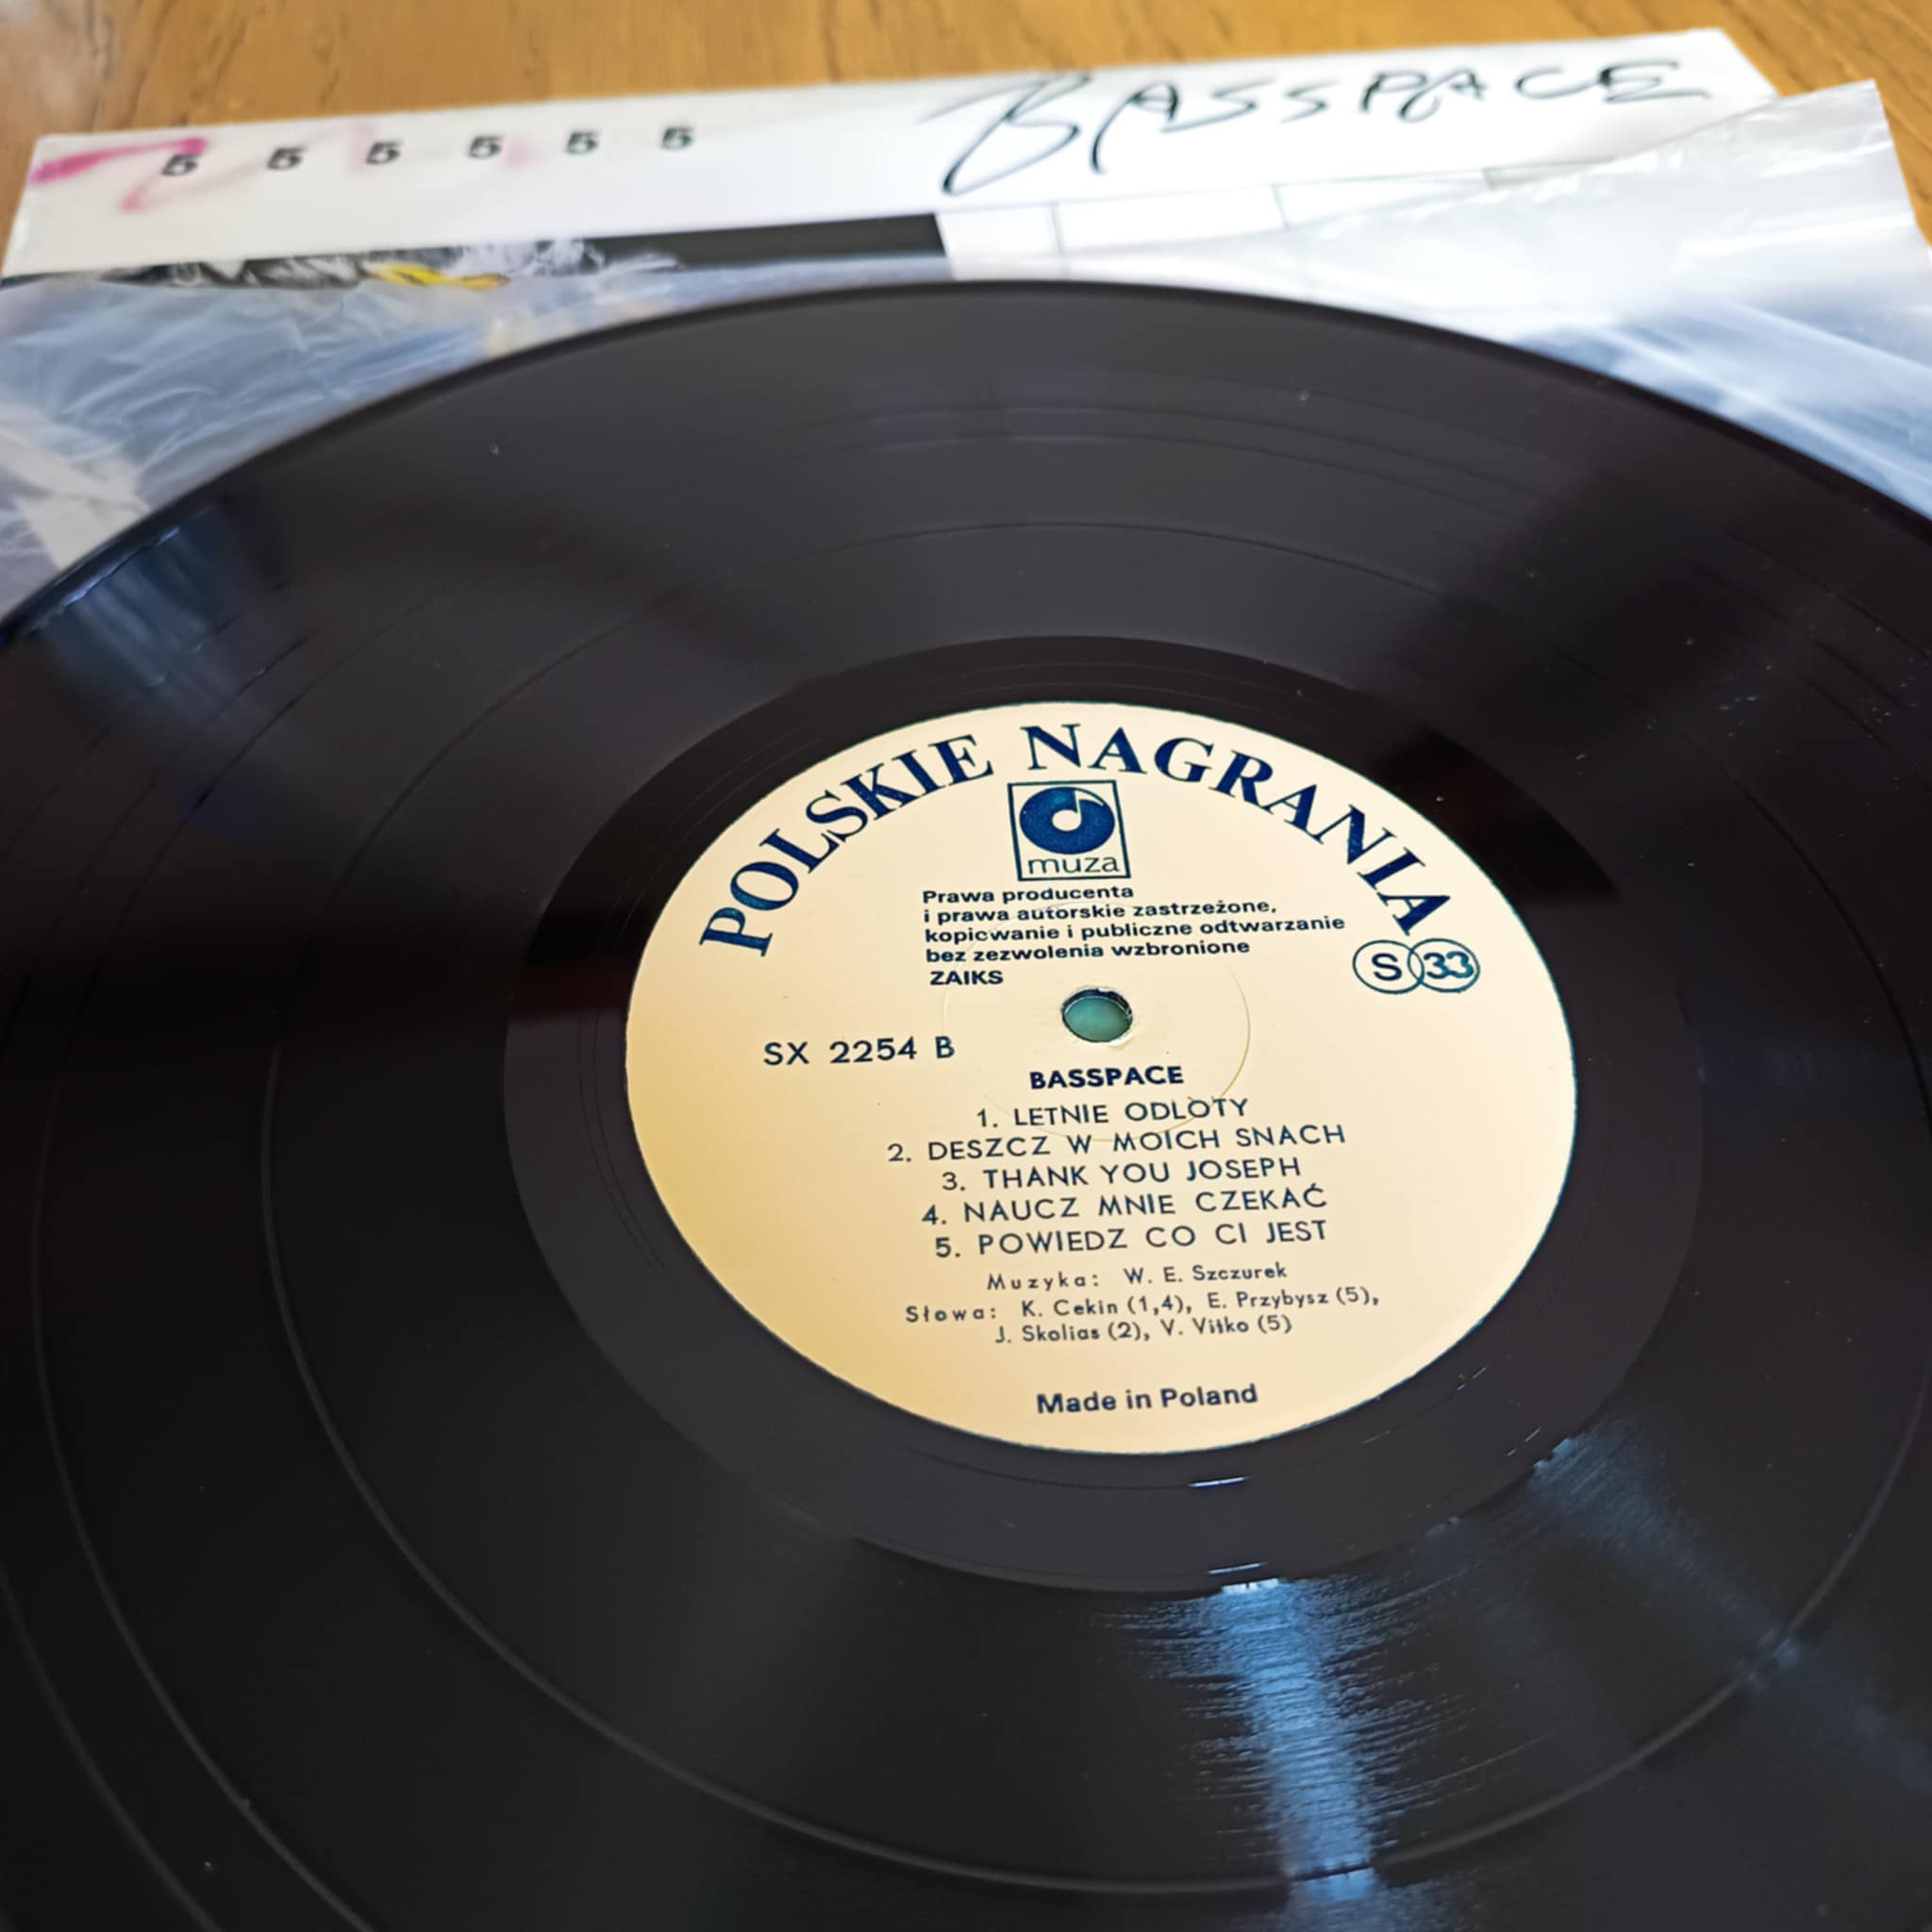 5 5 5 5 5 5
BASSPACE
POLSKIE NAGRANIA
muza
Prawa producenta
i prawa autorskie zastrzeżone,
kopiowanie i publiczne odtwarzanie
bez zezwolenia wzbronione
ZAIKS
S 33
SX 2254 B
BASSPACE
1. LETNIE ODLOTY
2. DESZCZ W MOICH SNACH
3. THANK YOU JOSEPH
4. NAUCZ MNIE CZEKAĆ
5. POWIEDZ CO CI JEST
Muzyka: W. E. Szczurek
Słowa: K. Cekin (1,4), E. Przybysz (5),
J. Skolias (2), V. Vitko (5)
Made in Poland